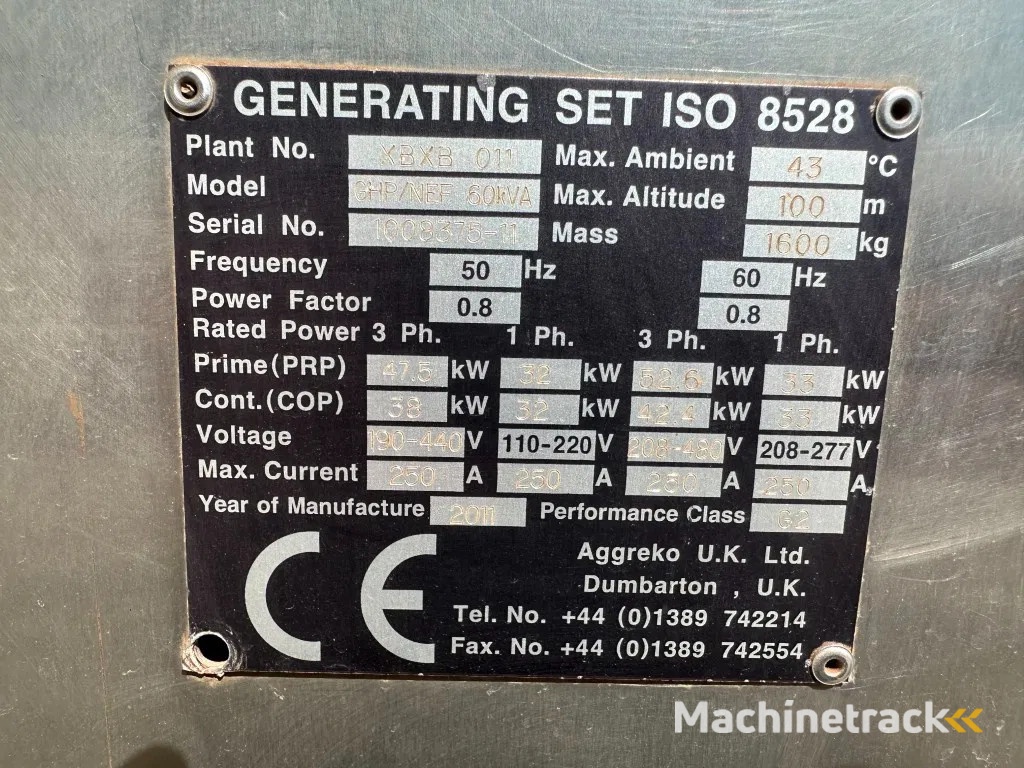 GENERATING SET ISO 8528
Plant No. XBXB 011 Max. Ambient 43 °C
Model GHP/NEF 60kVA Max. Altitude 100 m
Serial No. 1008375-11 Mass 1600 kg
Frequency 50 Hz 60 Hz
Power Factor 0.8 0.8
Rated Power 3 Ph. 1 Ph. 3 Ph. 1 Ph.
Prime(PRP) 47.5 kW 32 kW 52.6 kW 33 kW
Cont.(COP) 38 kW 32 kW 42.4 kW 33 kW
Voltage 190-440 V 110-220 V 208-480 V 208-277 V
Max. Current 250 A 250 A 250 A 250 A
Year of Manufacture 2011 Performance Class G2
CE
Aggreko U.K. Ltd.
Dumbarton , U.K.
Tel. No. +44 (0)1389 742214
Fax. No. +44 (0)1389 742554
Machinetrack